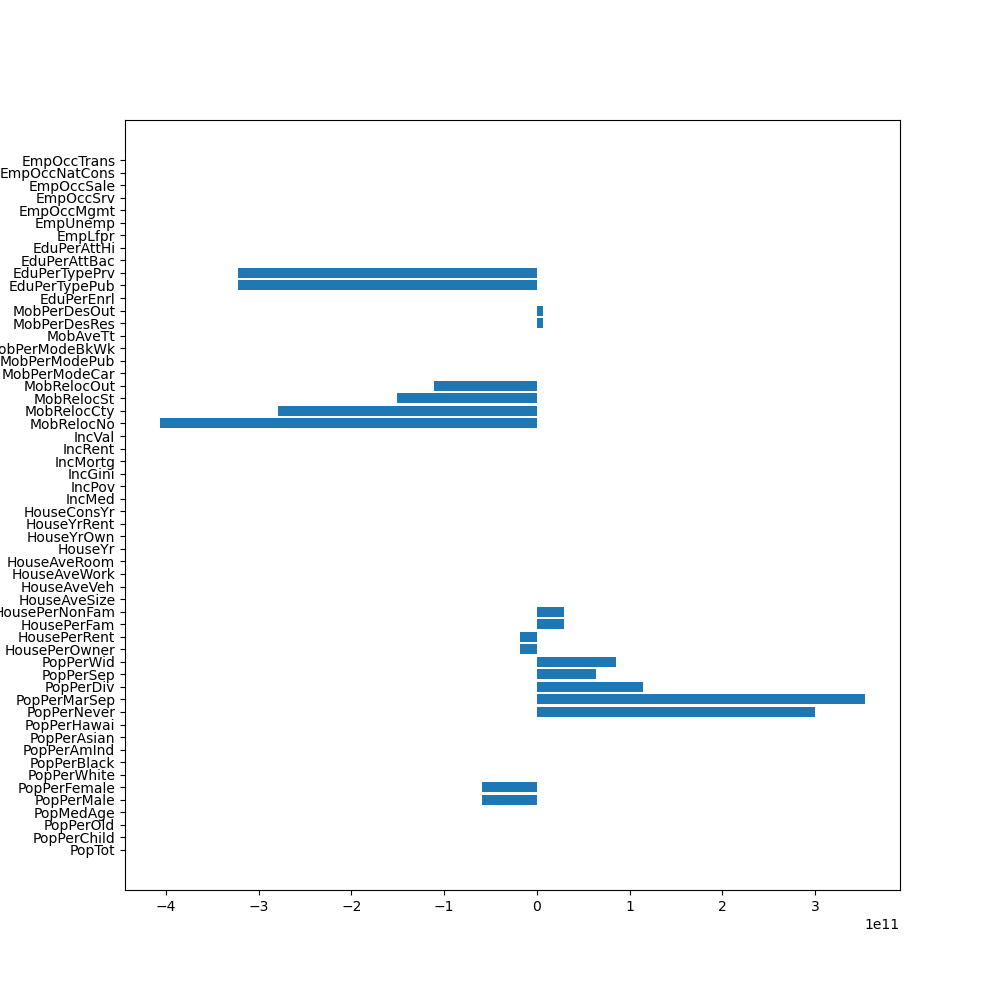 EmpOccTrans
EmpOccNatCons
EmpOccSale
EmpOccSrv
EmpOccMgmt
EmpUnemp
EmpLfpr
EduPerAttHi
EduPerAttBac
EduPerTypePrv
EduPerTypePub
EduPerEnrl
MobPerDesOut
MobPerDesRes
MobAveTt
obPerModeBkWk
MobPerModePub
MobPerModeCar
MobRelocOut
MobRelocSt
MobRelocCty
MobRelocNo
IncVal
IncRent
IncMortg
IncGini
IncPov
IncMed
HouseConsYr
HouseYrRent
HouseYrOwn
HouseYr
HouseAveRoom
HouseAveWork
HouseAveVeh
HouseAveSize
HousePerNonFam
HousePerFam
HousePerRent
HousePerOwner
PopPerWid
PopPerSep
PopPerDiv
PopPerMarSep
PopPerNever
PopPerHawai
PopPerAsian
PopPerAmInd
PopPerBlack
PopPerWhite
PopPerFemale
PopPerMale
PopMedAge
PopPerOld
PopPerChild
PopTot
−4 −3 −2 −1 0 1 2 3
1e11